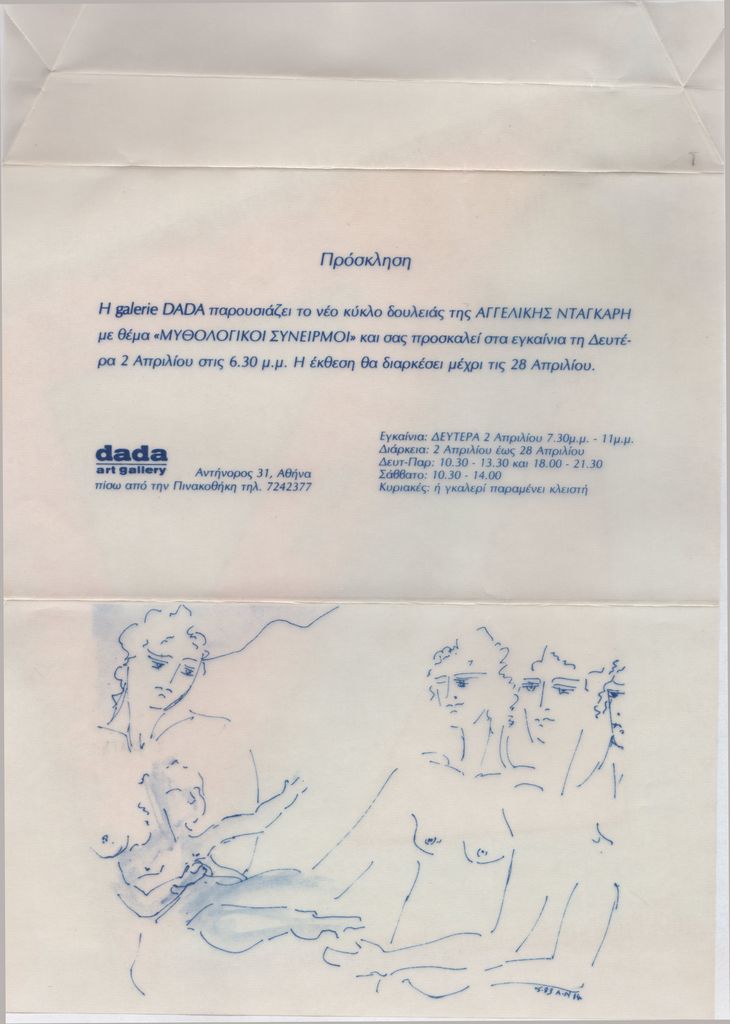 Πρόσκληση
Η galerie DADA παρουσιάζει το νέο κύκλο δουλειάς της ΑΓΓΕΛΙΚΗΣ ΝΤΑΓΚΑΡΗ
με θέμα «ΜΥΘΟΛΟΓΙΚΟΙ ΣΥΝΕΙΡΜΟΙ» και σας προσκαλεί στα εγκαίνια τη Δευτέ-
ρα 2 Απριλίου στις 6.30 μ.μ. Η έκθεση θα διαρκέσει μέχρι τις 28 Απριλίου.
dada
art gallery Αντήνορος 31, Αθήνα
πίσω από την Πινακοθήκη τηλ. 7242377
Εγκαίνια: ΔΕΥΤΕΡΑ 2 Απριλίου 7.30μ.μ. - 11μ.μ.
Διάρκεια: 2 Απριλίου έως 28 Απριλίου
Δευτ-Παρ: 10.30 - 13.30 και 18.00 - 21.30
Σάββατο: 10.30 - 14.00
Κυριακές: ή γκαλερί παραμένει κλειστή